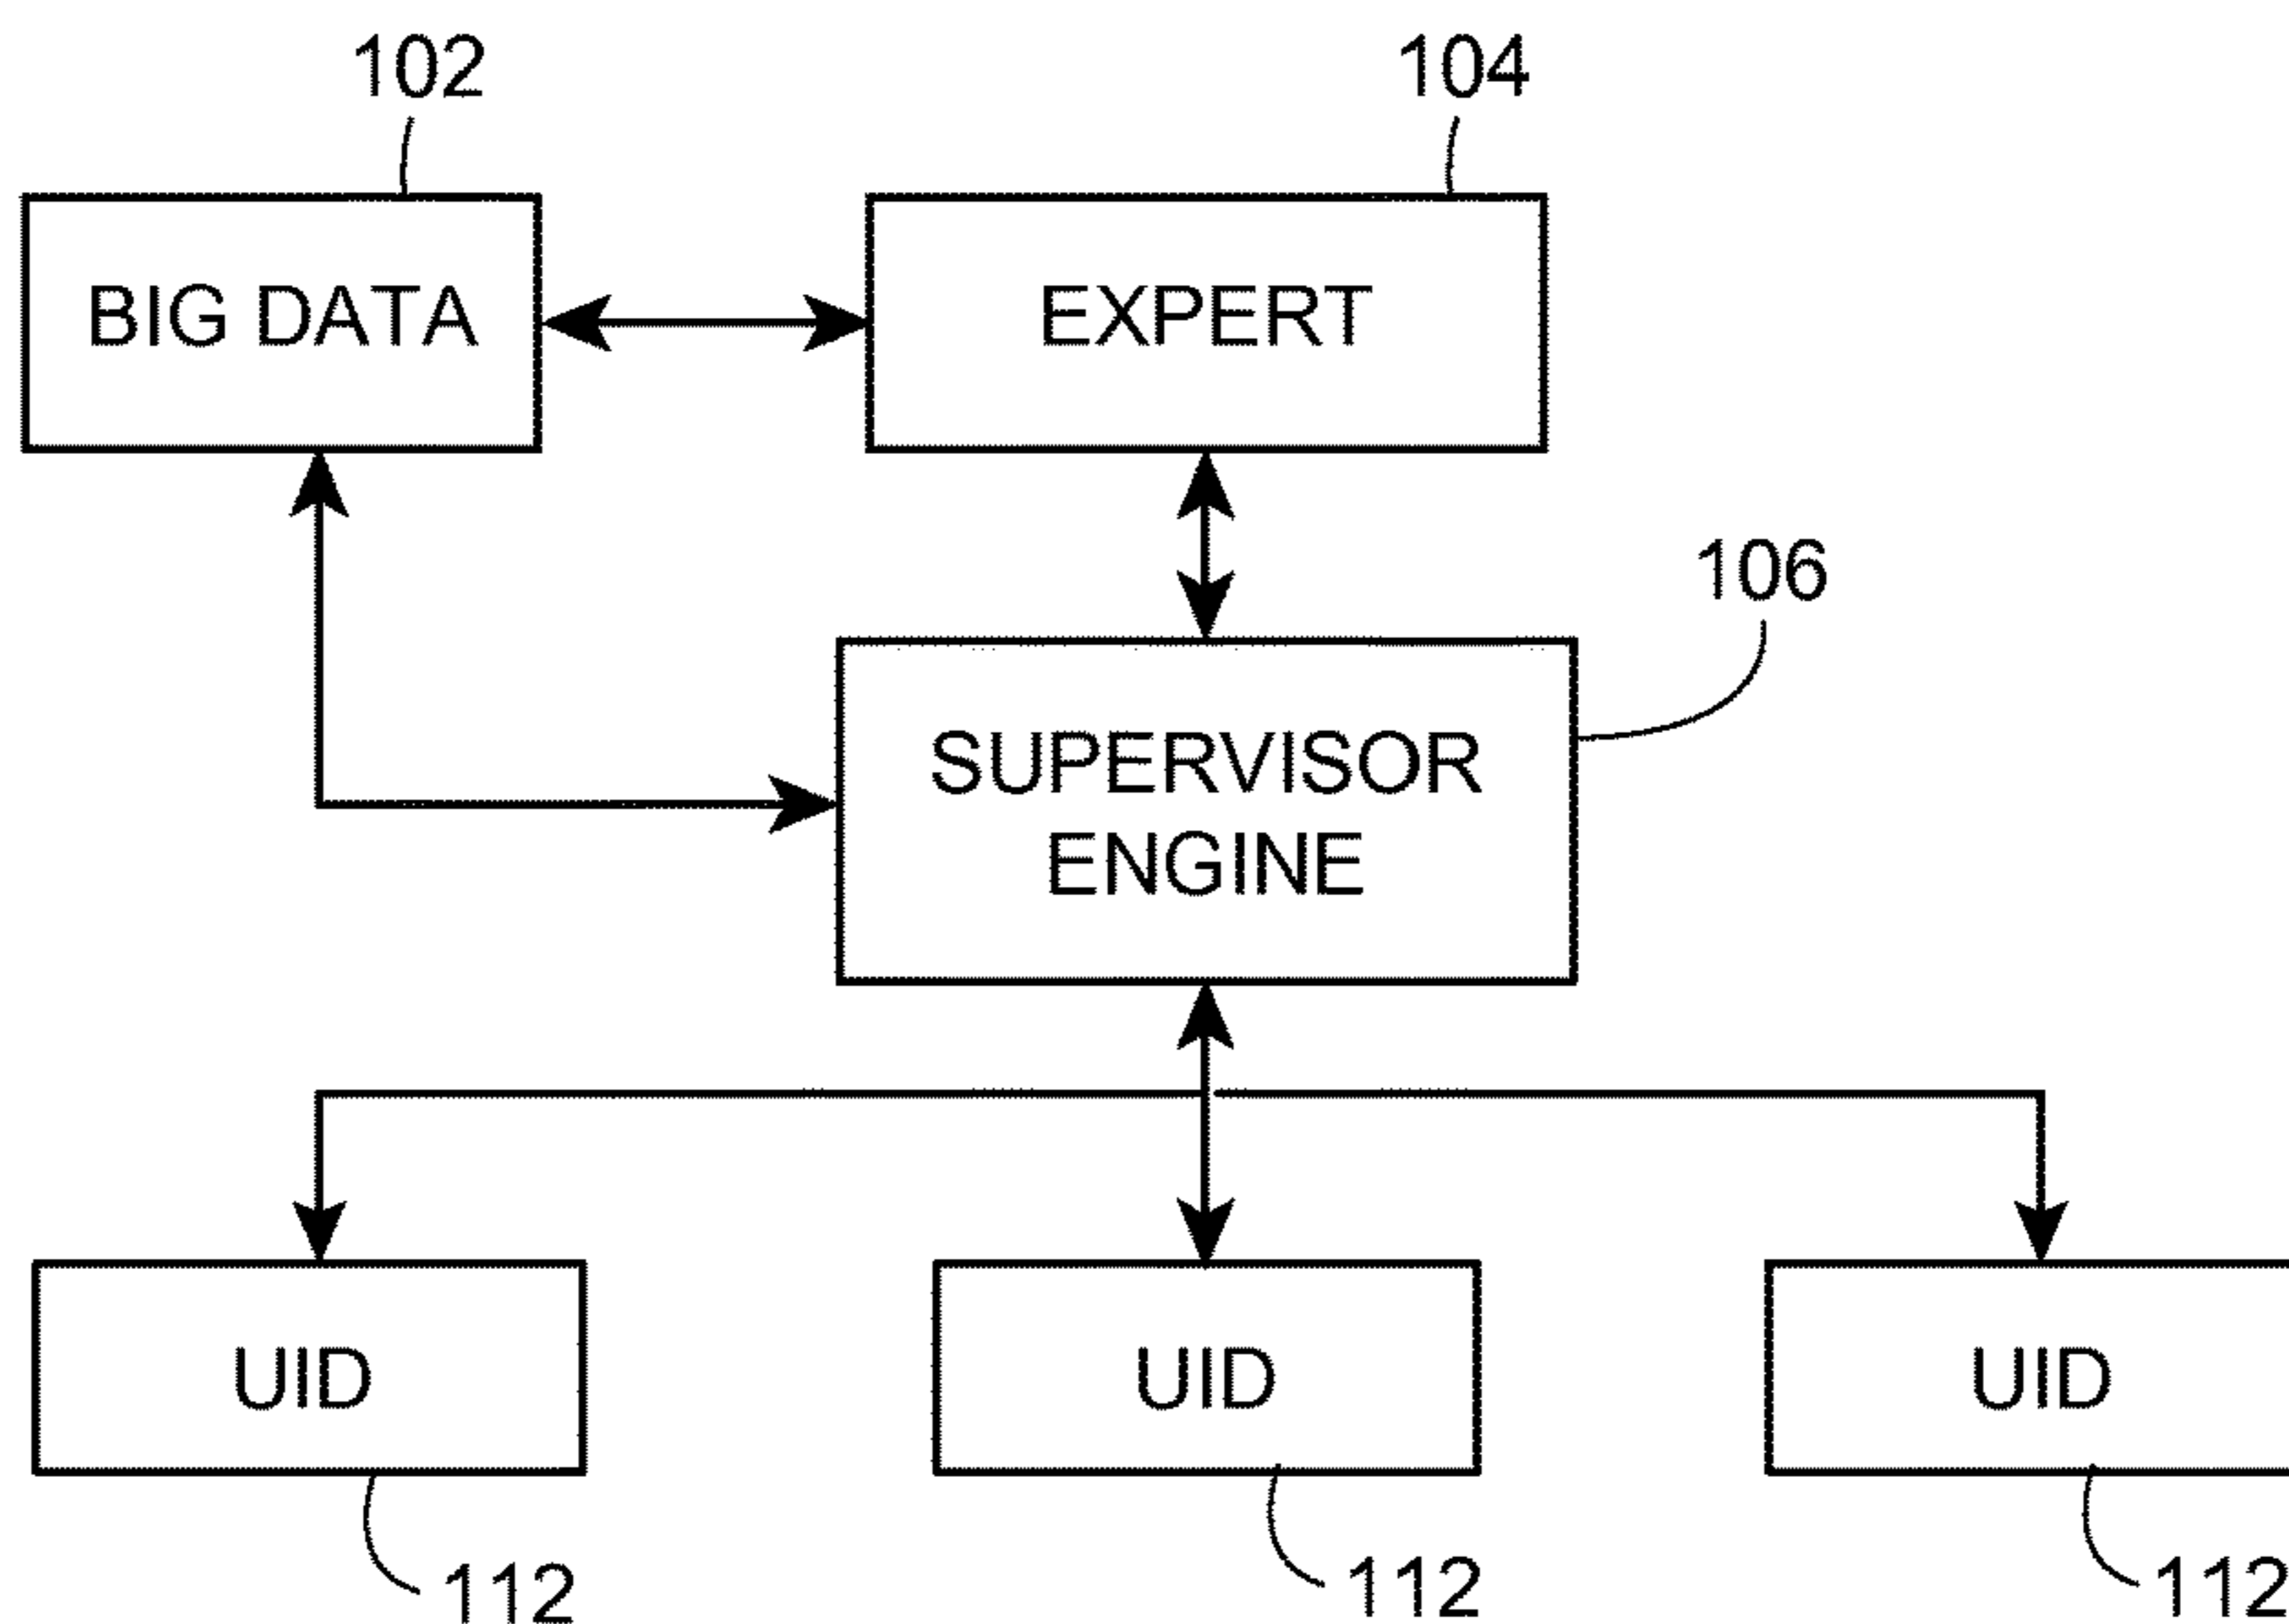 102
104
BIG DATA
EXPERT
106
SUPERVISOR
ENGINE
UID
UID
UID
112
112
112